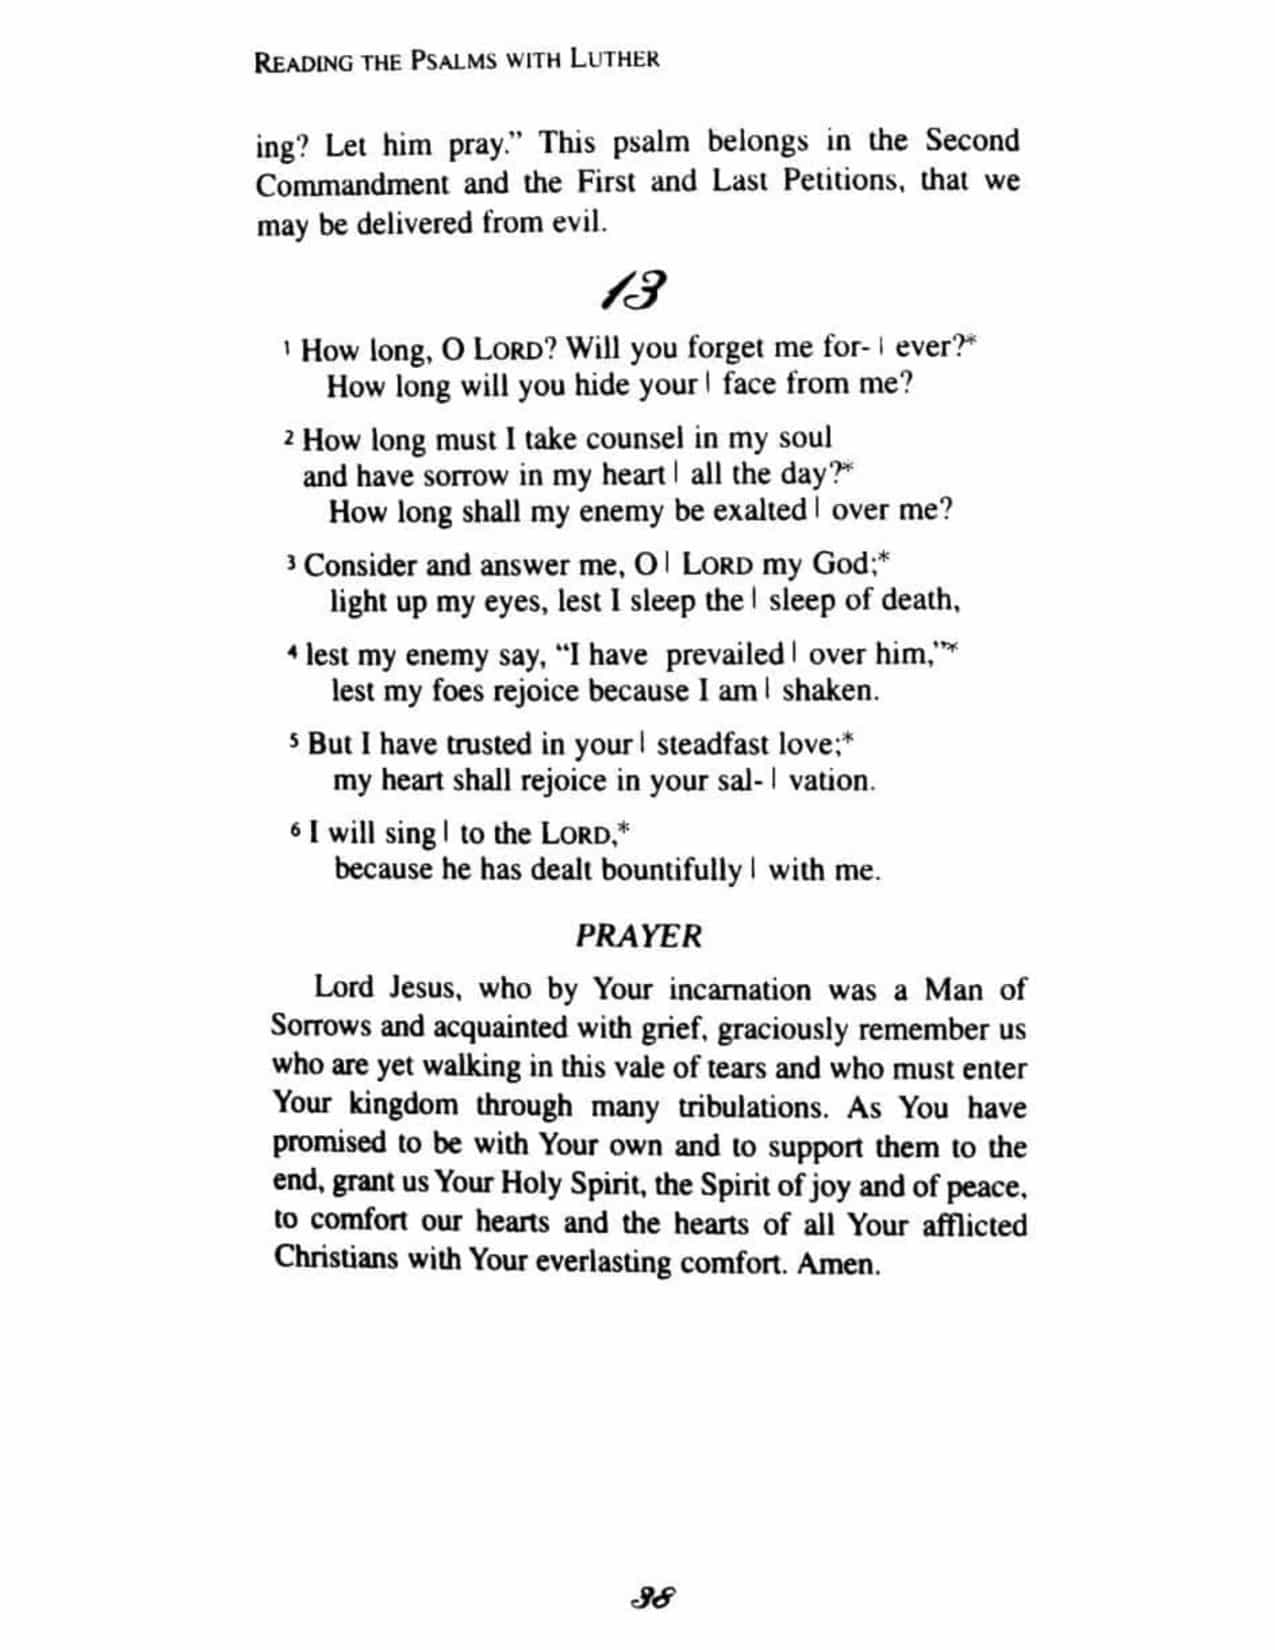 READING THE PSALMS WITH LUTHER
ing? Let him pray.” This psalm belongs in the Second
Commandment and the First and Last Petitions, that we
may be delivered from evil.
13
1 How long, O LORD? Will you forget me for- | ever?*
How long will you hide your | face from me?
2 How long must I take counsel in my soul
and have sorrow in my heart | all the day?*
How long shall my enemy be exalted | over me?
3 Consider and answer me, O | LORD my God;*
light up my eyes, lest I sleep the | sleep of death,
4 lest my enemy say, “I have prevailed | over him,”*
lest my foes rejoice because I am | shaken.
5 But I have trusted in your | steadfast love;*
my heart shall rejoice in your sal- | vation.
6 I will sing | to the LORD,*
because he has dealt bountifully | with me.
PRAYER
Lord Jesus, who by Your incarnation was a Man of
Sorrows and acquainted with grief, graciously remember us
who are yet walking in this vale of tears and who must enter
Your kingdom through many tribulations. As You have
promised to be with Your own and to support them to the
end, grant us Your Holy Spirit, the Spirit of joy and of peace,
to comfort our hearts and the hearts of all Your afflicted
Christians with Your everlasting comfort. Amen.
38